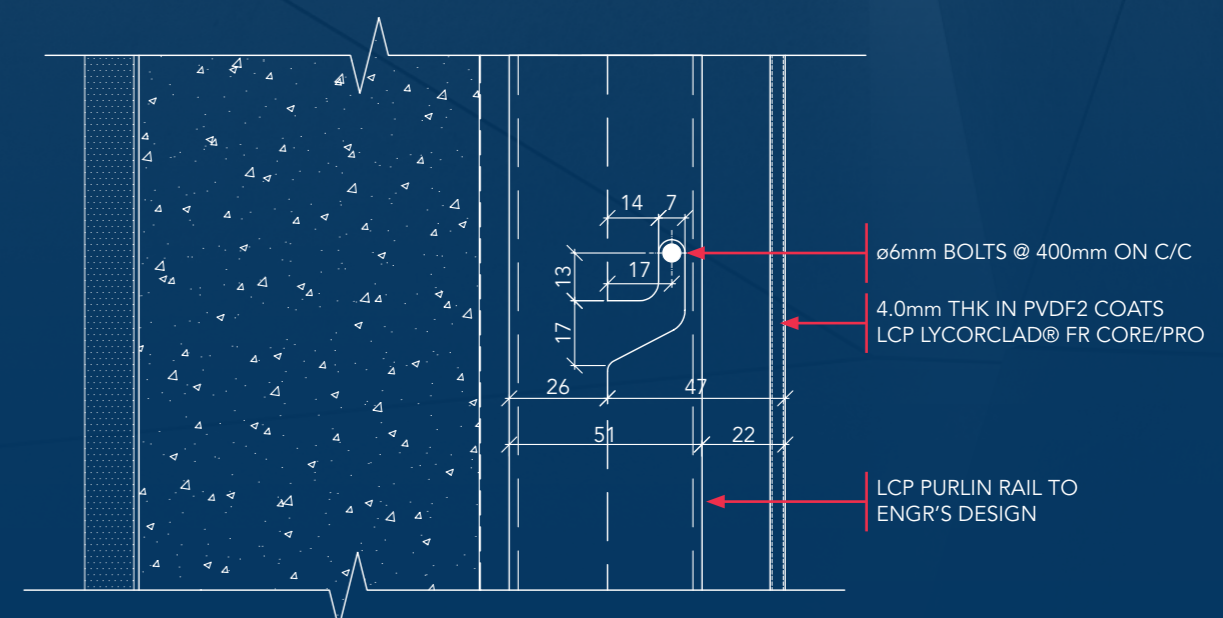 14 7
ø6mm BOLTS @ 400mm ON C/C
13
17
4.0mm THK IN PVDF2 COATS
LCP LYCORCLAD® FR CORE/PRO
17
26 47
51 22
LCP PURLIN RAIL TO
ENGR'S DESIGN